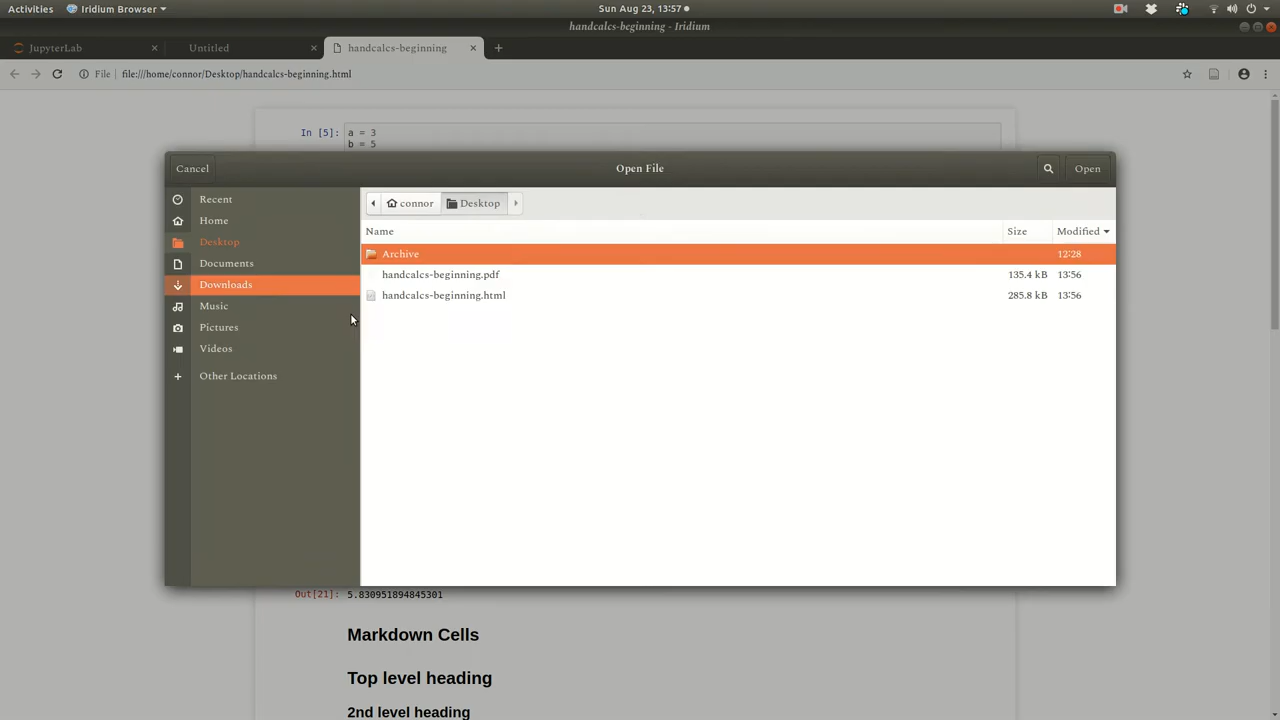 Activities Iridium Browser Sun Aug 23, 13:57
handcalcs-beginning - Iridium
JupyterLab Untitled handcalcs-beginning
File file:///home/connor/Desktop/handcalcs-beginning.html
In [5]: a = 3
b = 5
Cancel Open File Open
Recent
Home
Desktop
Documents
Downloads
Music
Pictures
Videos
Other Locations
connor Desktop
Name Size Modified
Archive 12:28
handcalcs-beginning.pdf 135.4 kB 13:56
handcalcs-beginning.html 285.8 kB 13:56
Out[21]: 5.830951894845301
Markdown Cells
Top level heading
2nd level heading